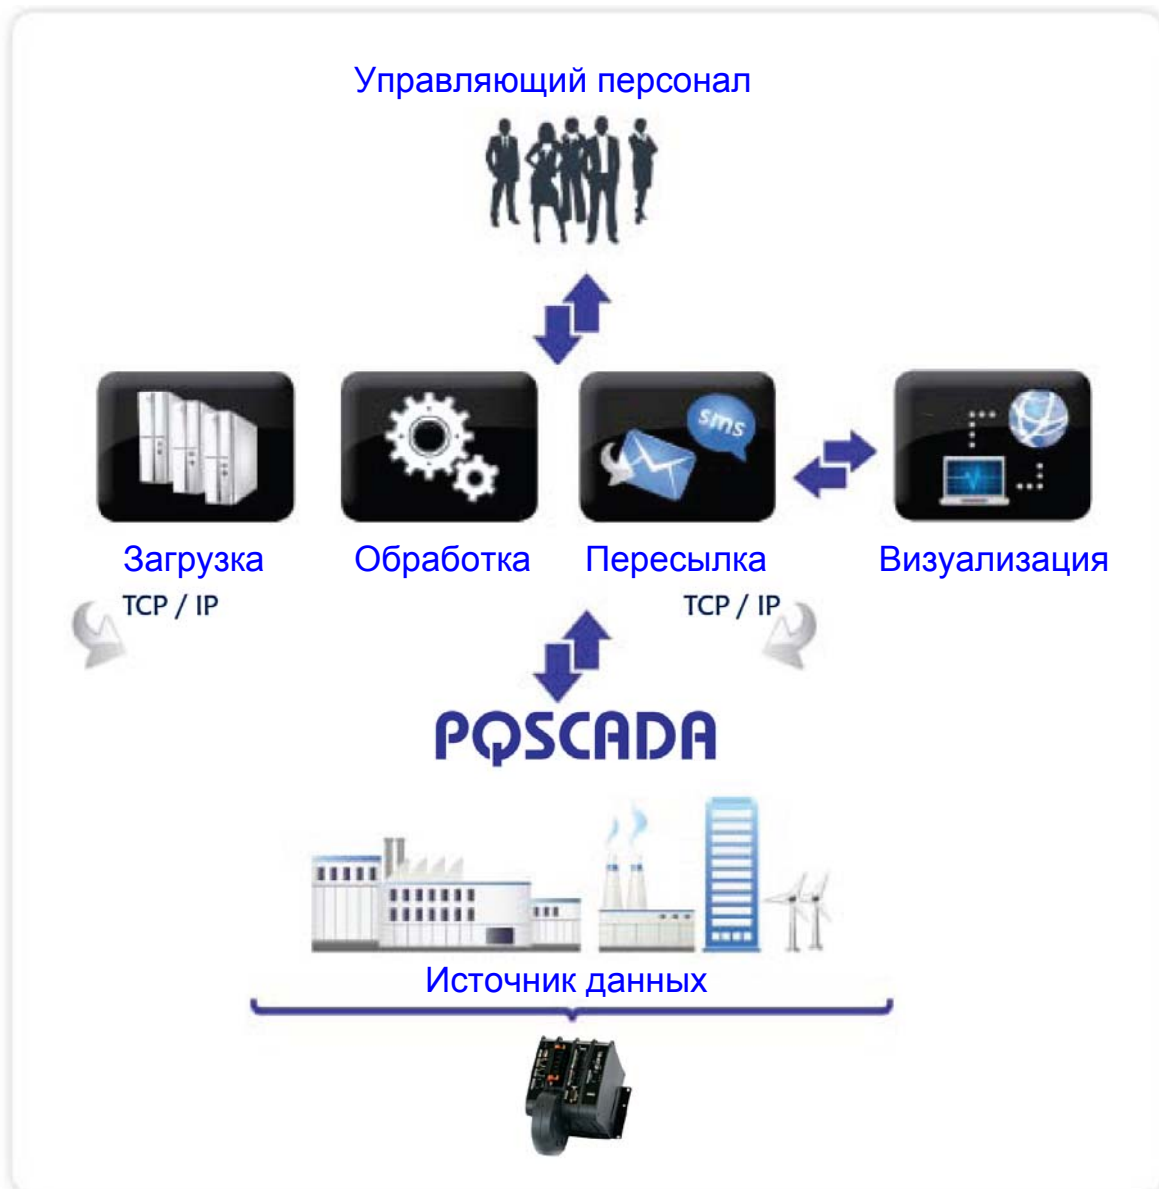 Управляющий персонал
sms
Загрузка
Обработка
Пересылка
Визуализация
TCP / IP
TCP / IP
PQSCADA
Источник данных